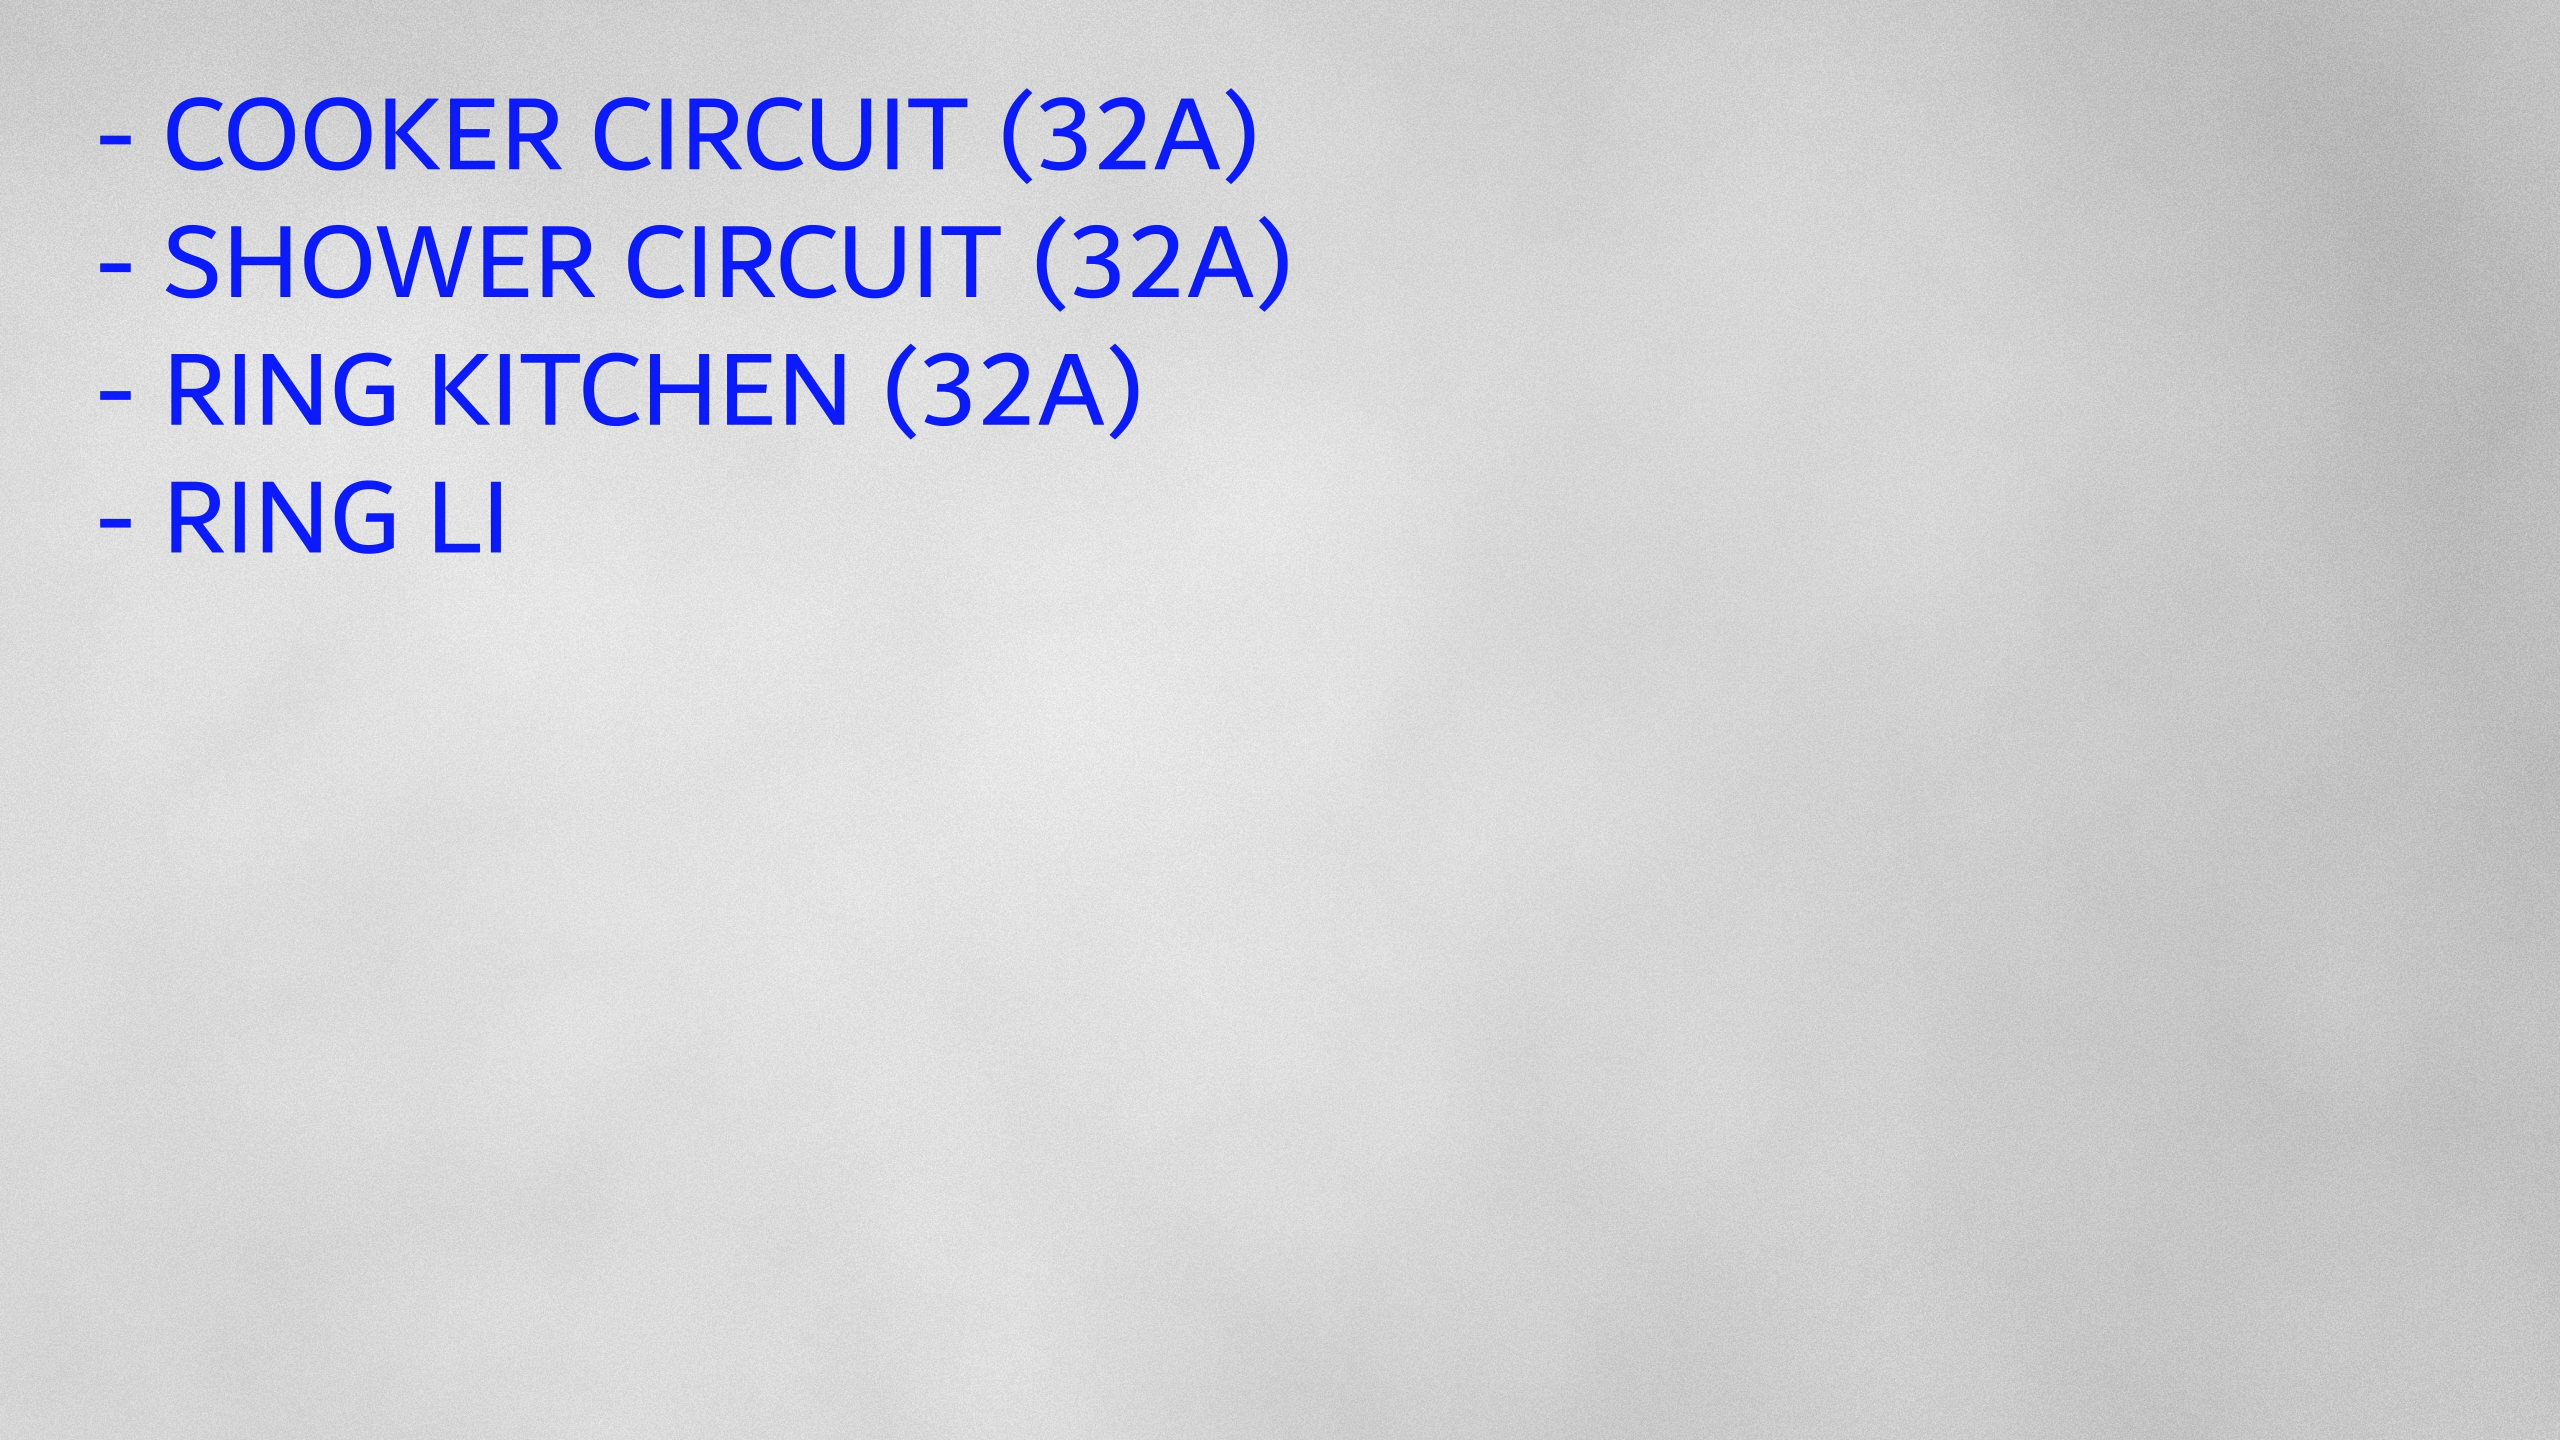 - COOKER CIRCUIT (32A)
- SHOWER CIRCUIT (32A)
- RING KITCHEN (32A)
- RING LI